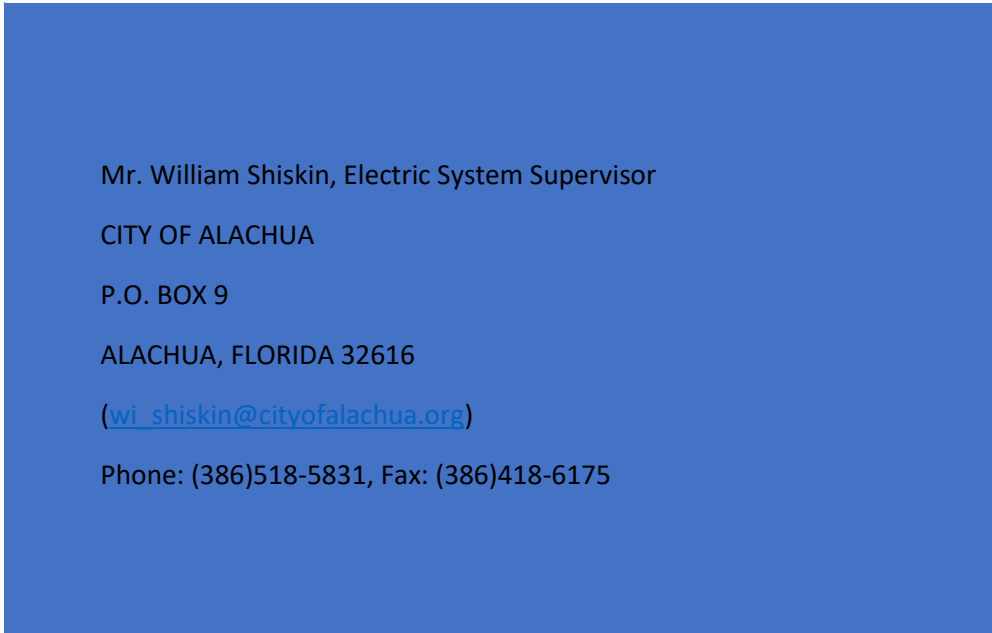 Mr. William Shiskin, Electric System Supervisor
CITY OF ALACHUA
P.O. BOX 9
ALACHUA, FLORIDA 32616
(wi_shiskin@cityofalachua.org)
Phone: (386)518-5831, Fax: (386)418-6175